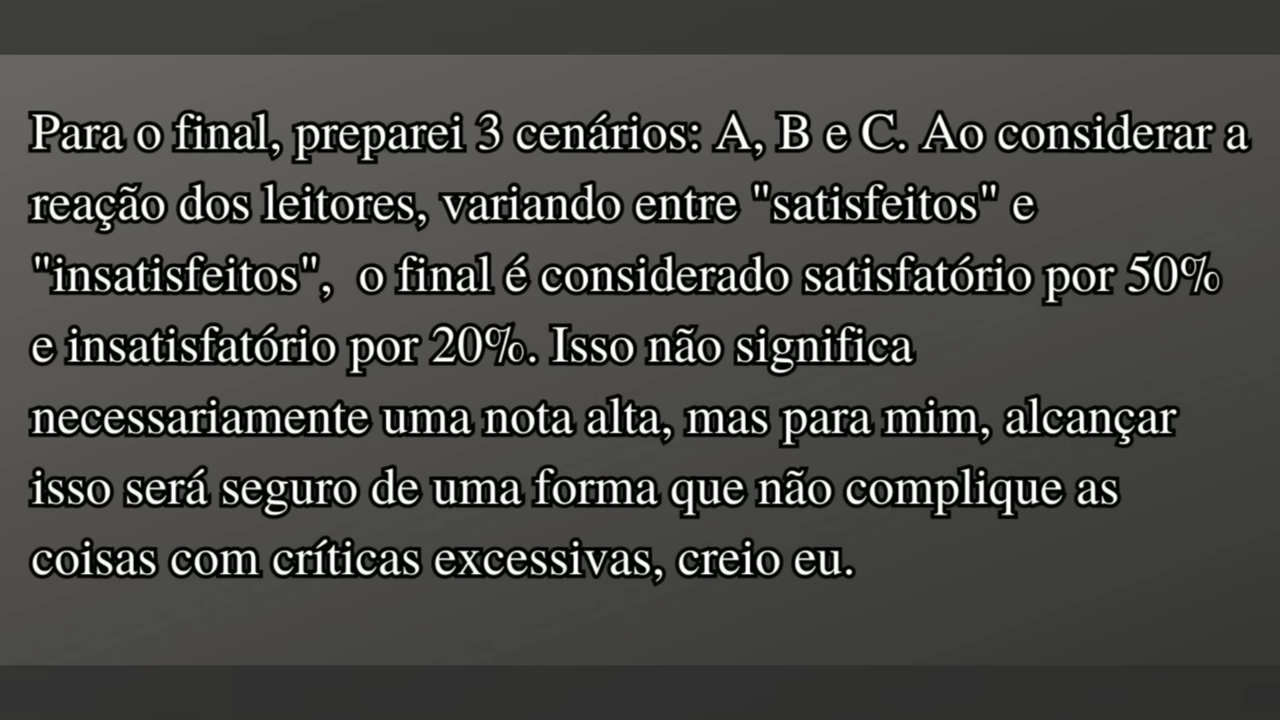 Para o final, preparei 3 cenários: A, B e C. Ao considerar a
reação dos leitores, variando entre "satisfeitos" e
"insatisfeitos",  o final é considerado satisfatório por 50%
e insatisfatório por 20%. Isso não significa
necessariamente uma nota alta, mas para mim, alcançar
isso será seguro de uma forma que não complique as
coisas com críticas excessivas, creio eu.